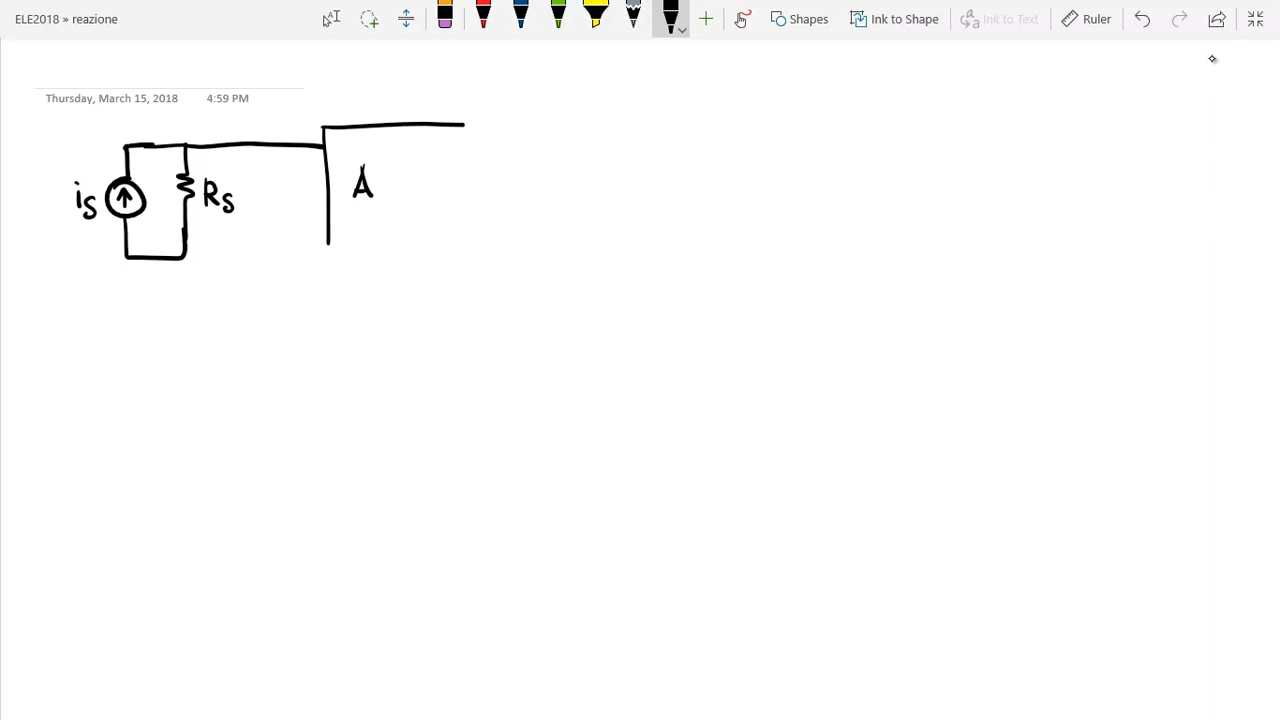 ELE2018 » reazione
Shapes
Ink to Shape
Ink to Text
Ruler
Thursday, March 15, 2018 4:59 PM
is
Rs
A